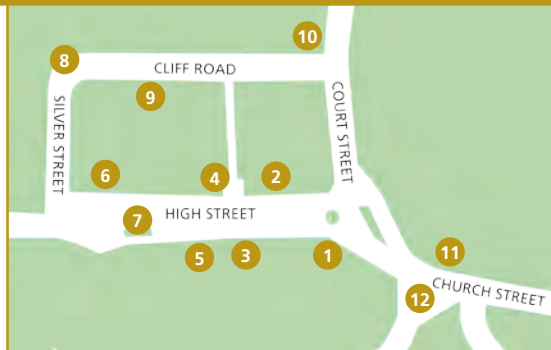 10
8
CLIFF ROAD
9
SILVER STREET
COURT STREET
6
4
2
7
HIGH STREET
5
3
1
11
12
CHURCH STREET